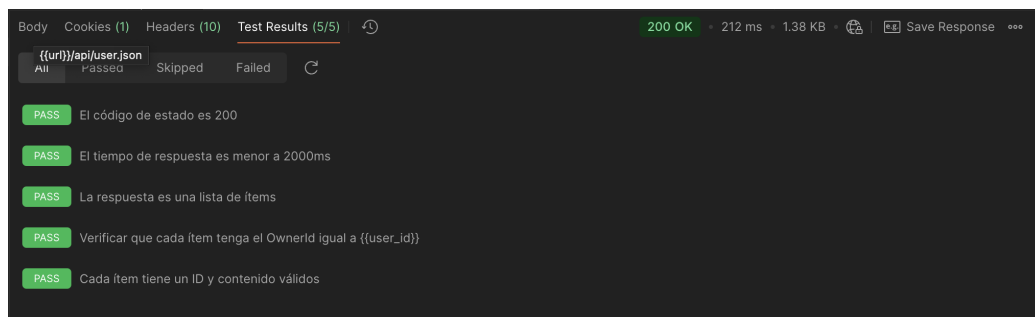 Body Cookies (1) Headers (10) Test Results (5/5) 200 OK 212 ms 1.38 KB e.g. Save Response
{{url}}/api/user.json
All Passed Skipped Failed
PASS El código de estado es 200
PASS El tiempo de respuesta es menor a 2000ms
PASS La respuesta es una lista de ítems
PASS Verificar que cada ítem tenga el OwnerId igual a {{user_id}}
PASS Cada ítem tiene un ID y contenido válidos